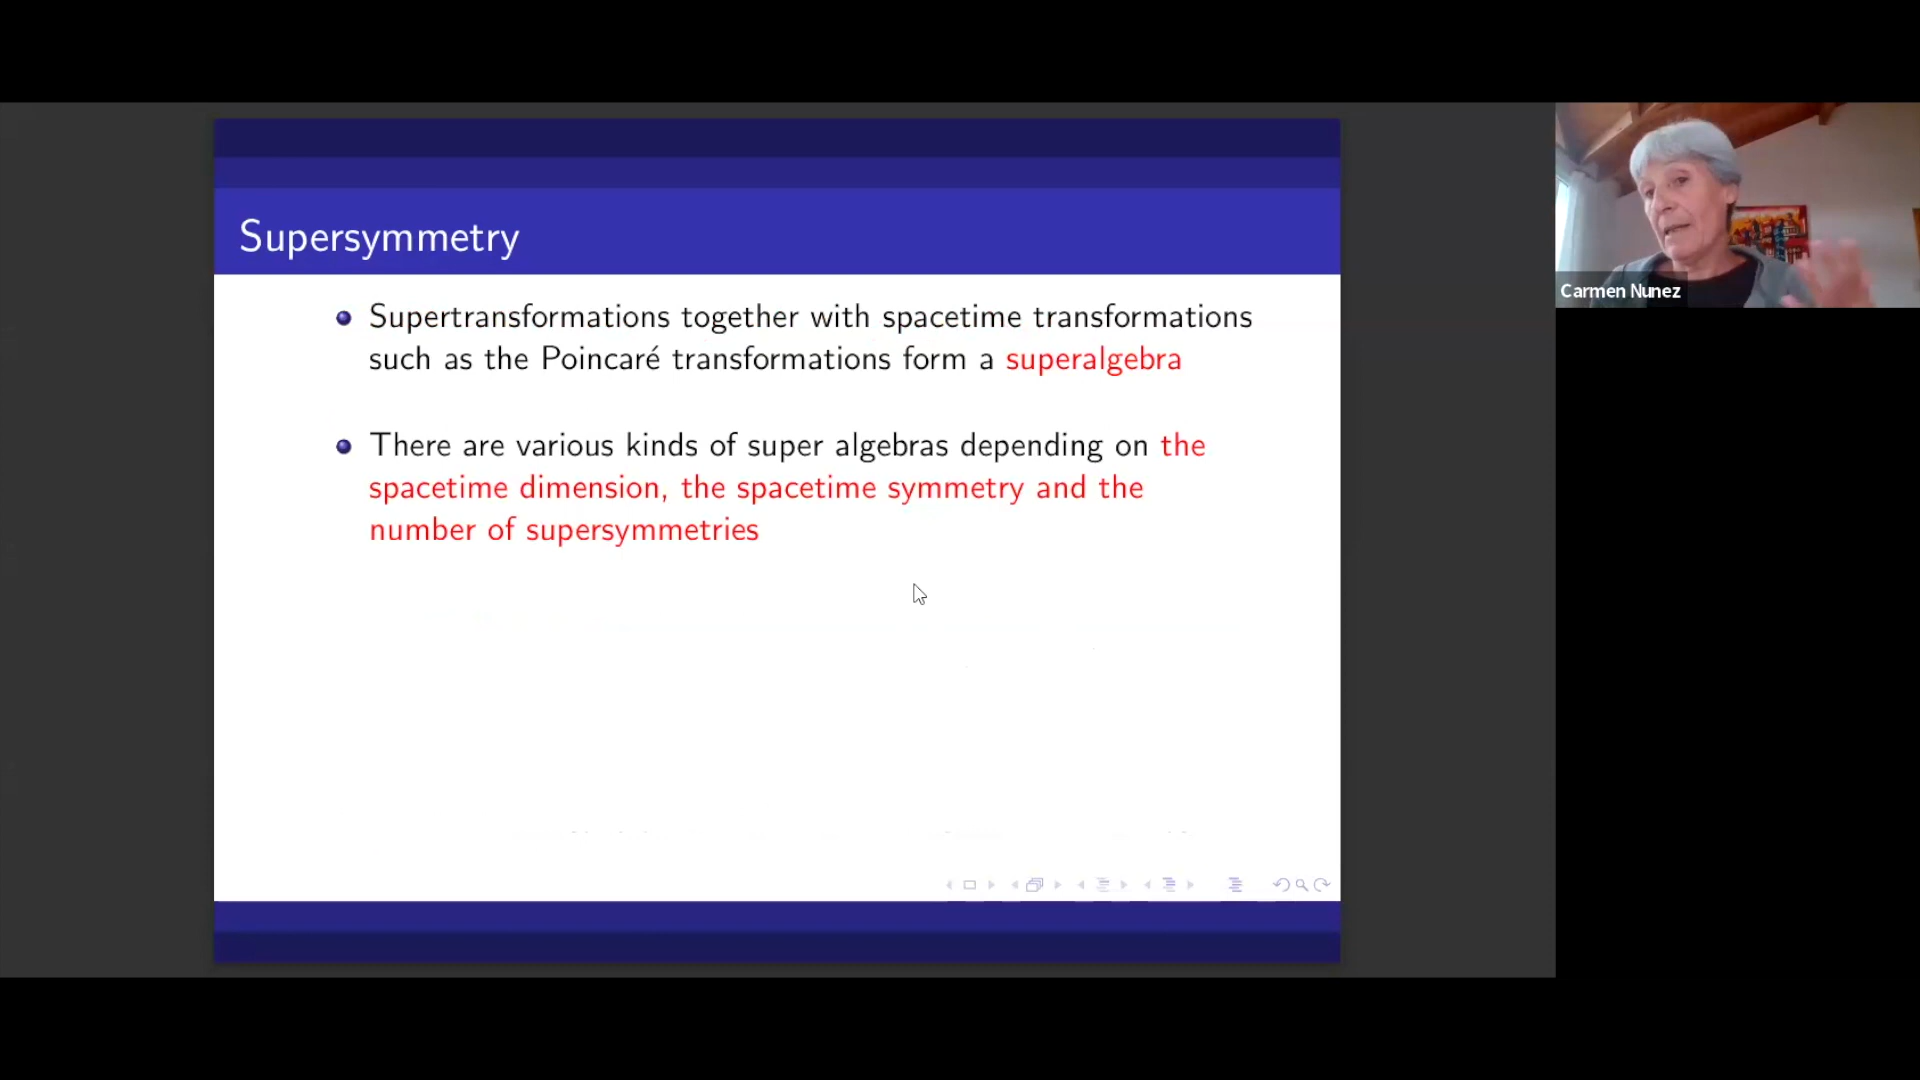 Supersymmetry
Supertransformations together with spacetime transformations
such as the Poincaré transformations form a superalgebra
There are various kinds of super algebras depending on the
spacetime dimension, the spacetime symmetry and the
number of supersymmetries
Carmen Nunez